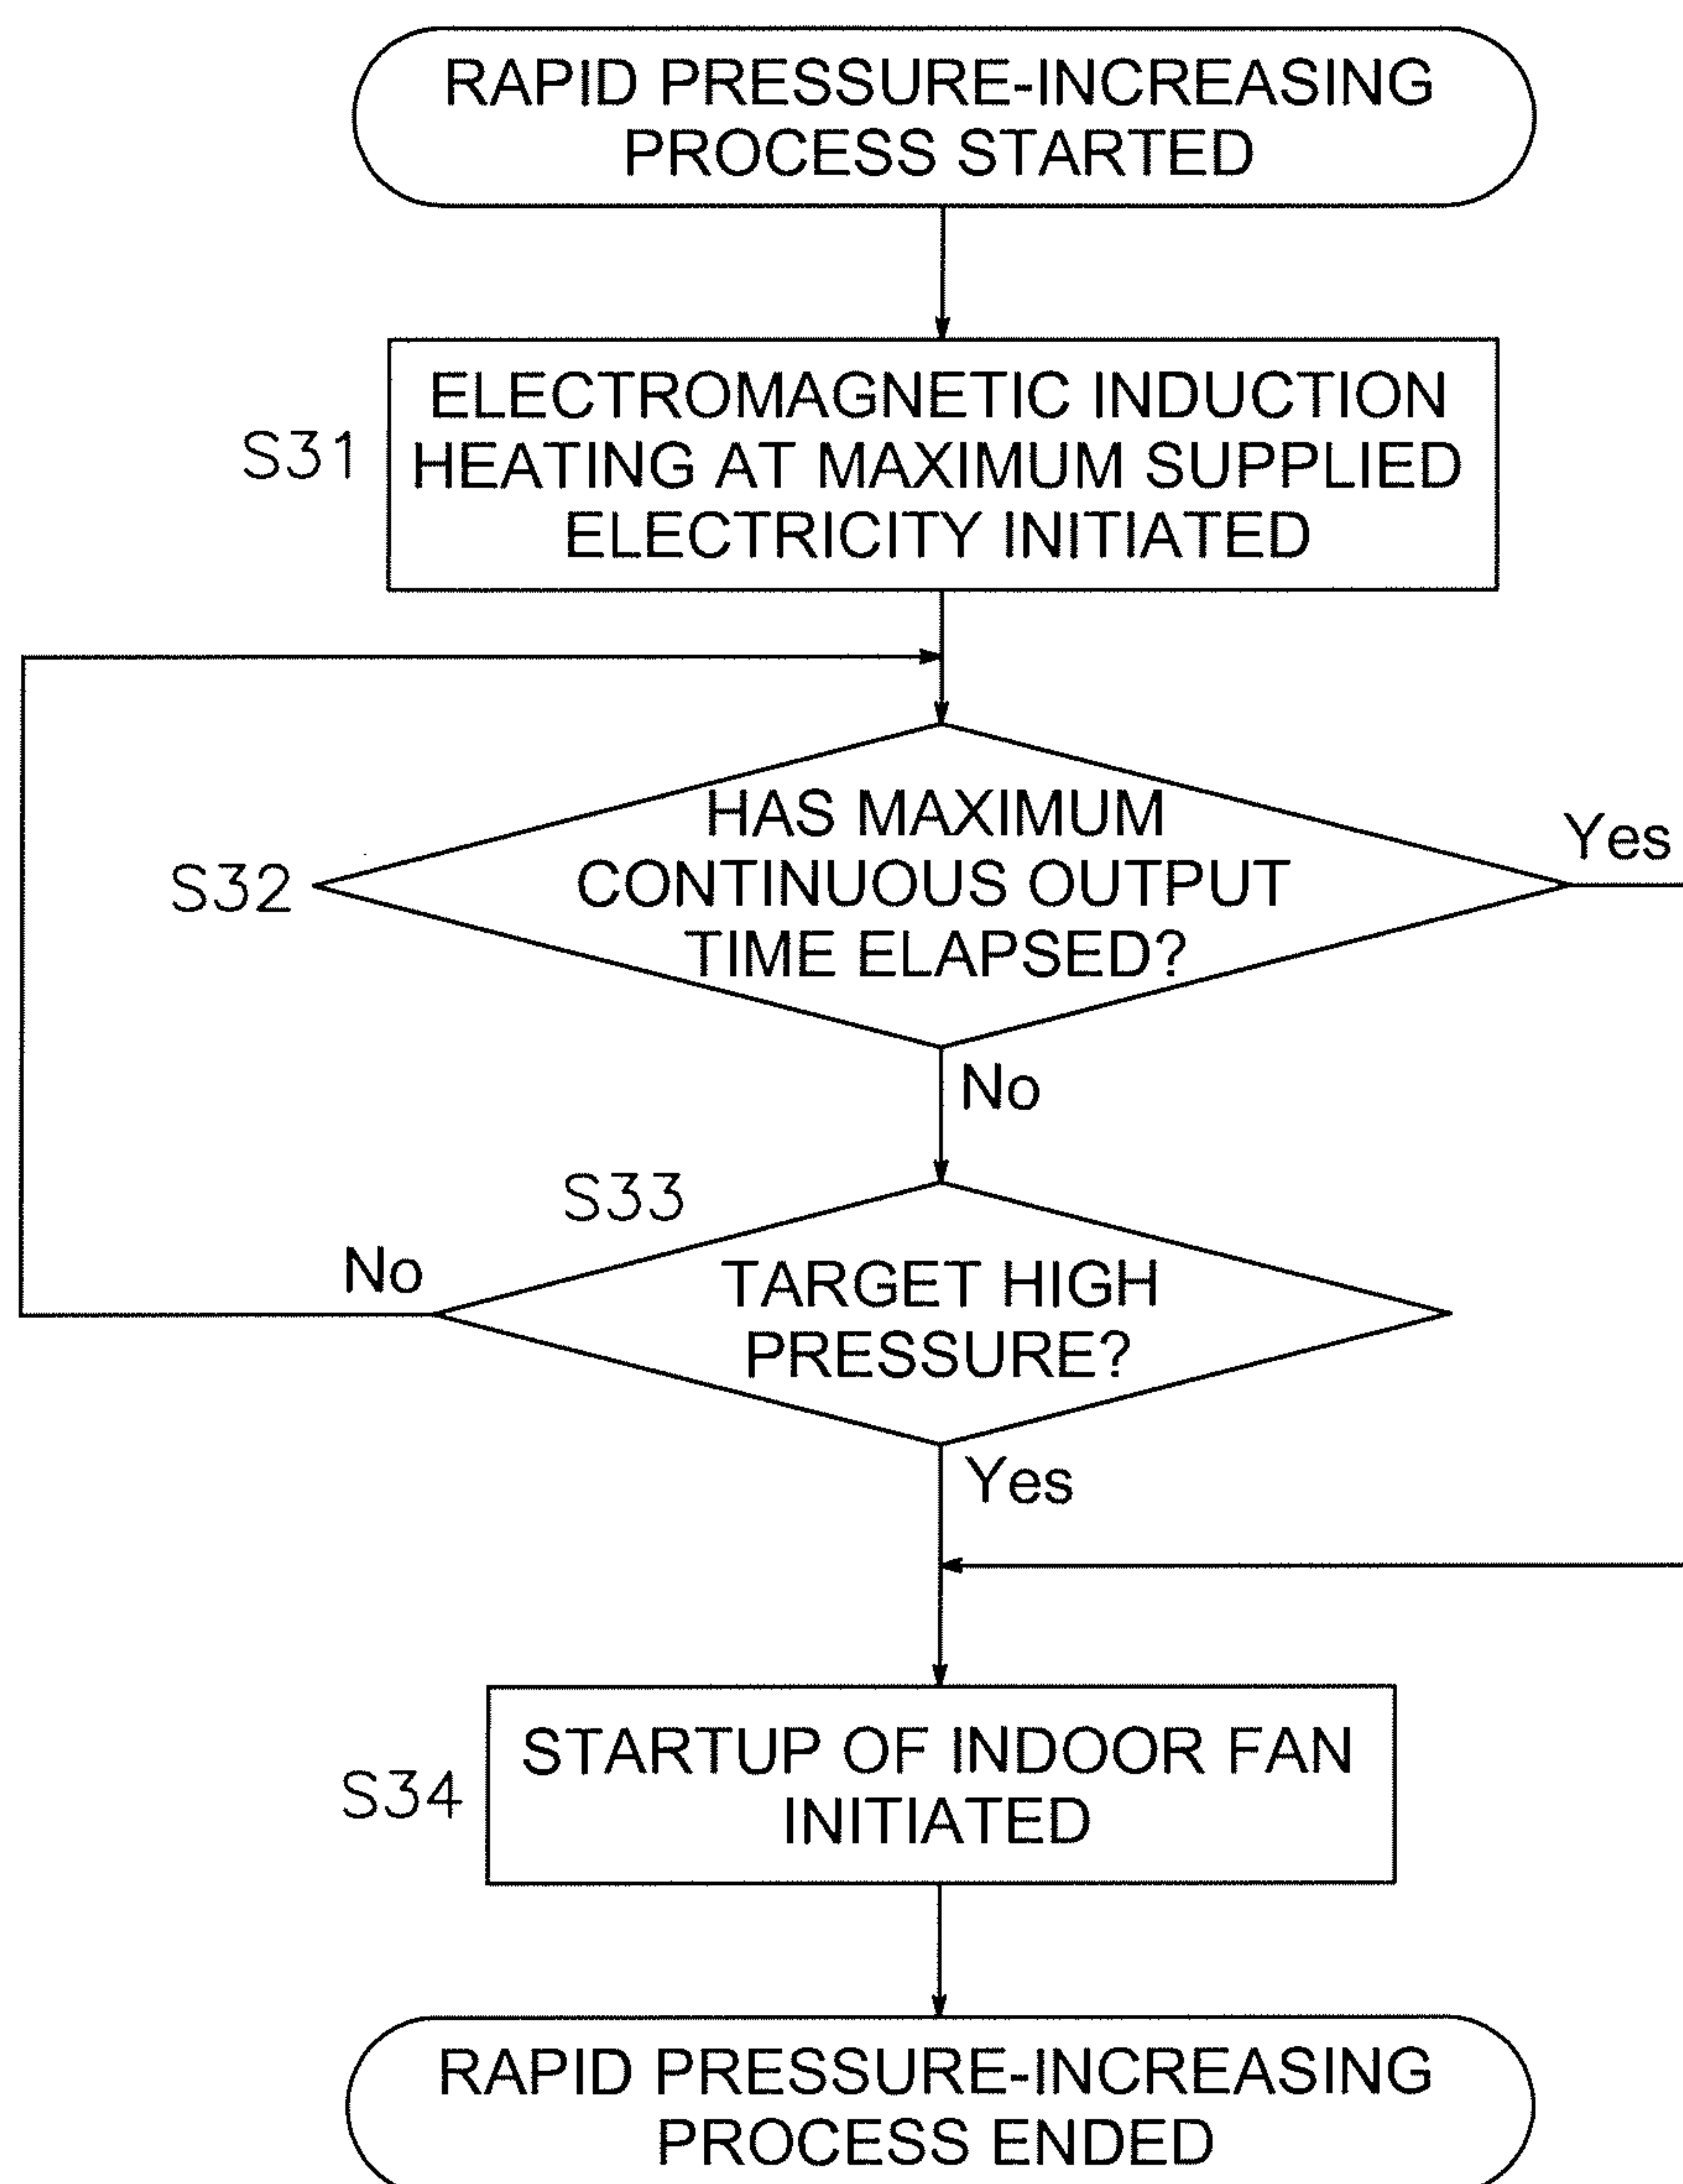 RAPID PRESSURE-INCREASING
PROCESS STARTED
S31
ELECTROMAGNETIC INDUCTION
HEATING AT MAXIMUM SUPPLIED
ELECTRICITY INITIATED
S32
HAS MAXIMUM
CONTINUOUS OUTPUT
TIME ELAPSED?
Yes
No
S33
No
TARGET HIGH
PRESSURE?
Yes
S34
STARTUP OF INDOOR FAN
INITIATED
RAPID PRESSURE-INCREASING
PROCESS ENDED